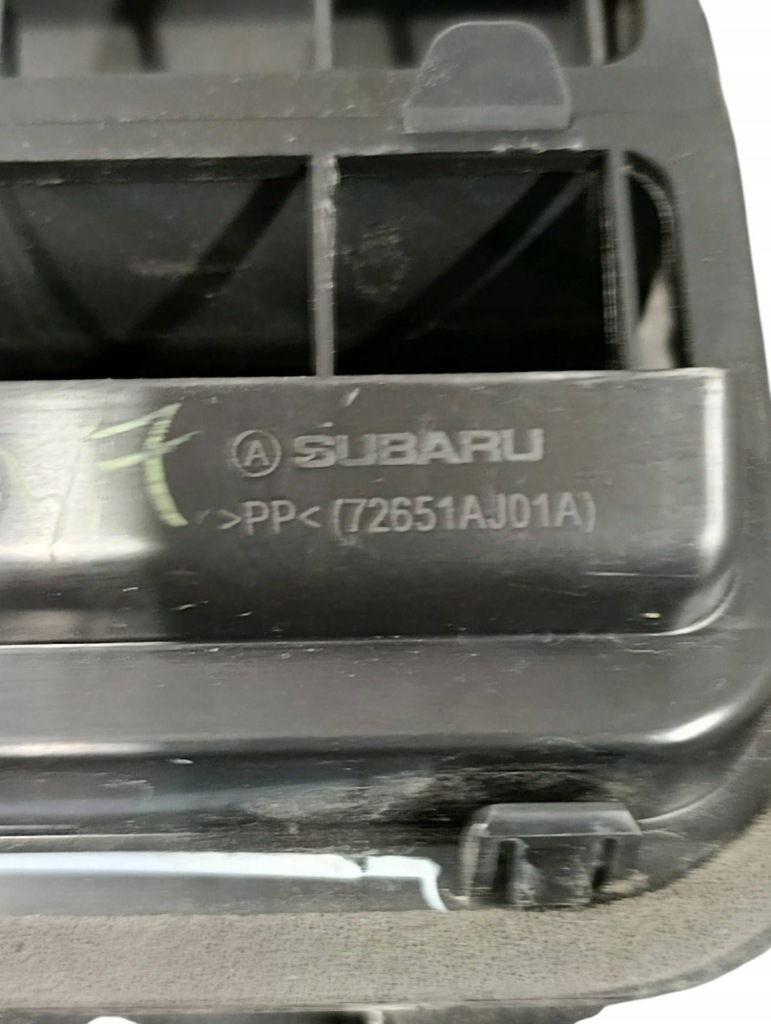 Ⓐ SUBARU
>PP< (72651AJ01A)